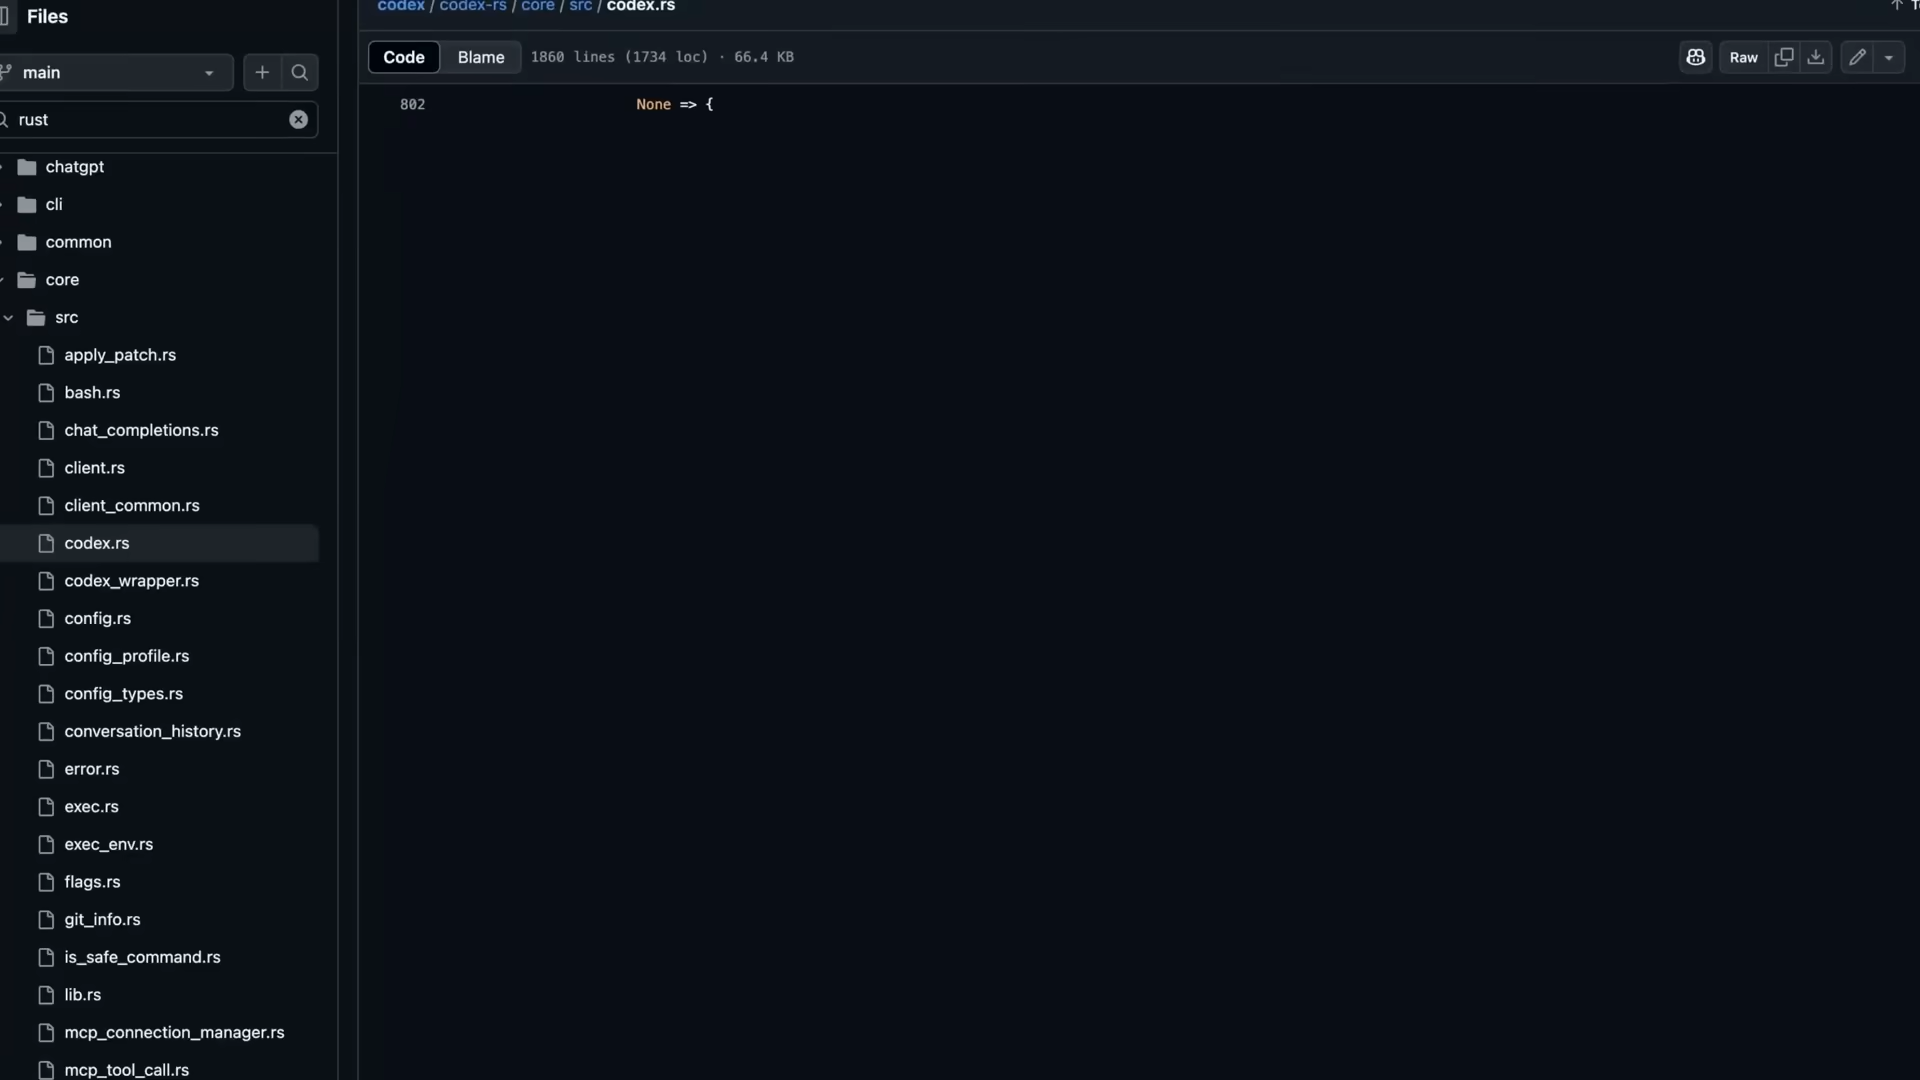 Files
main
rust
chatgpt
cli
common
core
src
apply_patch.rs
bash.rs
chat_completions.rs
client.rs
client_common.rs
codex.rs
codex_wrapper.rs
config.rs
config_profile.rs
config_types.rs
conversation_history.rs
error.rs
exec.rs
exec_env.rs
flags.rs
git_info.rs
is_safe_command.rs
lib.rs
mcp_connection_manager.rs
mcp_tool_call.rs
codex / codex-rs / core / src / codex.rs
Code Blame 1860 lines (1734 loc) · 66.4 KB Raw
802 None => {